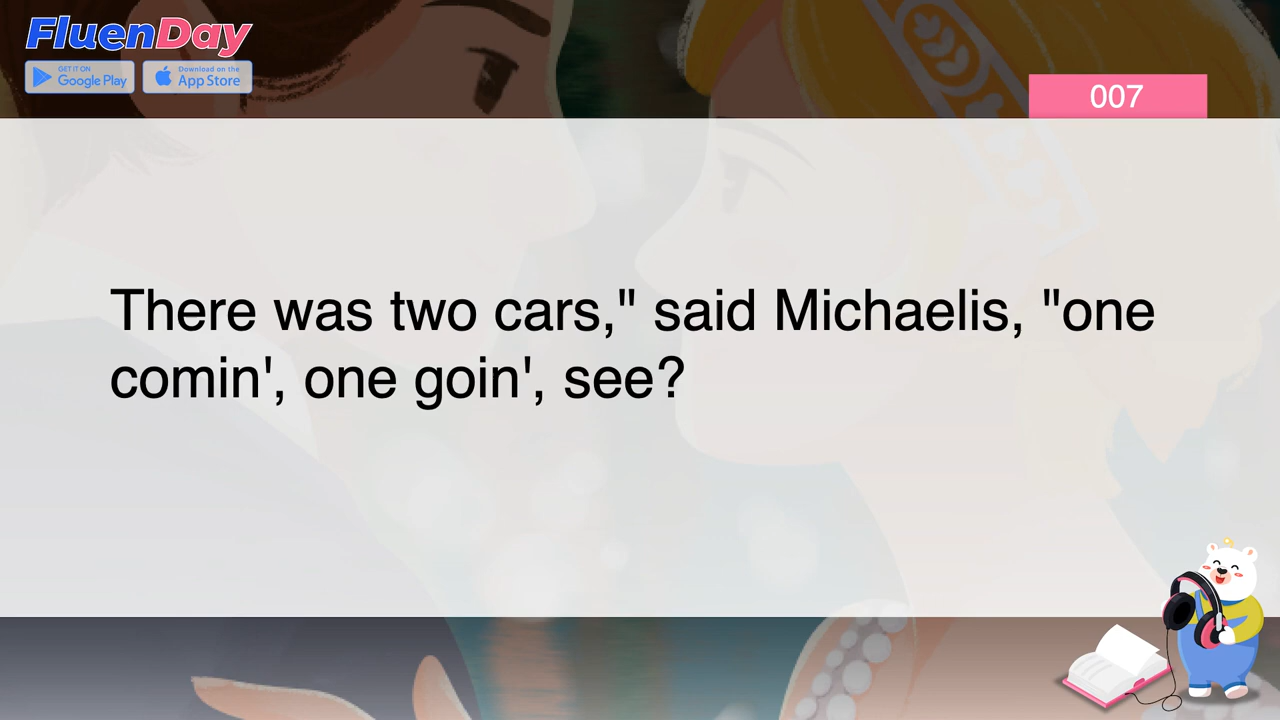 FluenDay
GET IT ON
Google Play
Download on the
App Store
007
There was two cars," said Michaelis, "one
comin', one goin', see?